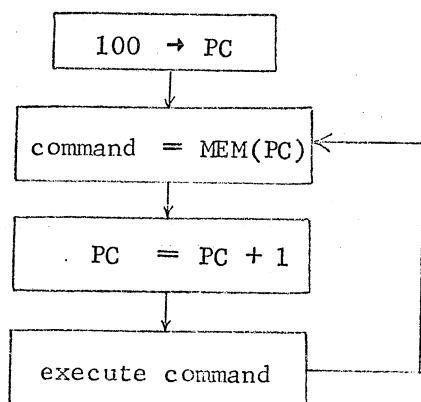 100 → PC
command = MEM(PC)
PC = PC + 1
execute command